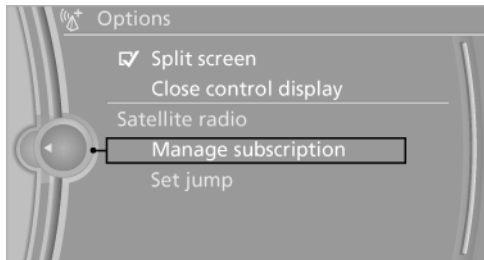 Options
Split screen
Close control display
Satellite radio
Manage subscription
Set jump